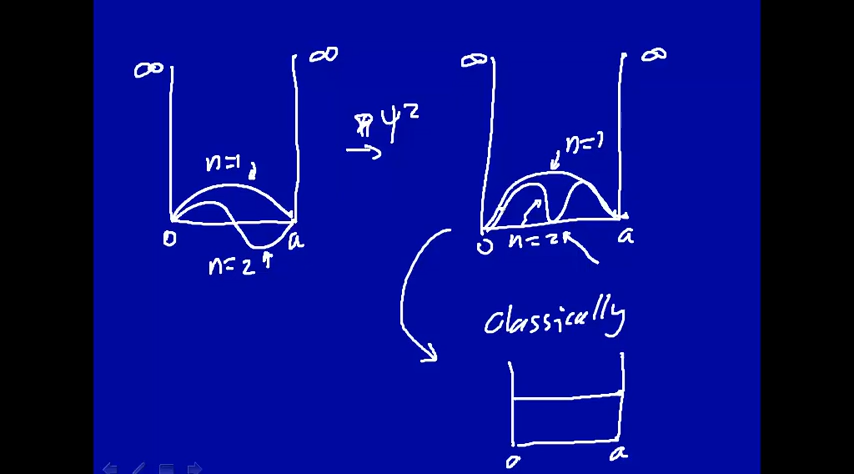 ∞ ∞
n=1
0 a
n=2
→ ψ²
∞ ∞
n=1
0 a
n=2
Classically
0 a